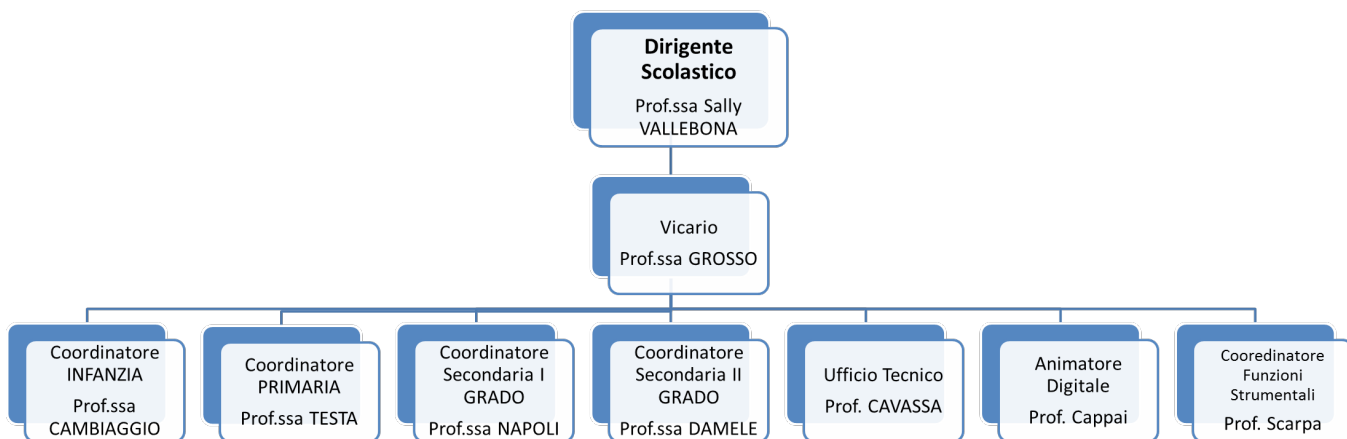 Dirigente
Scolastico
Prof.ssa Sally
VALLEBONA
Vicario
Prof.ssa GROSSO
Coordinatore
INFANZIA
Prof.ssa
CAMBIAGGIO
Coordinatore
PRIMARIA
Prof.ssa TESTA
Coordinatore
Secondaria I
GRADO
Prof.ssa NAPOLI
Coordinatore
Secondaria II
GRADO
Prof.ssa DAMELE
Ufficio Tecnico
Prof. CAVASSA
Animatore
Digitale
Prof. Cappai
Cooredinatore
Funzioni
Strumentali
Prof. Scarpa